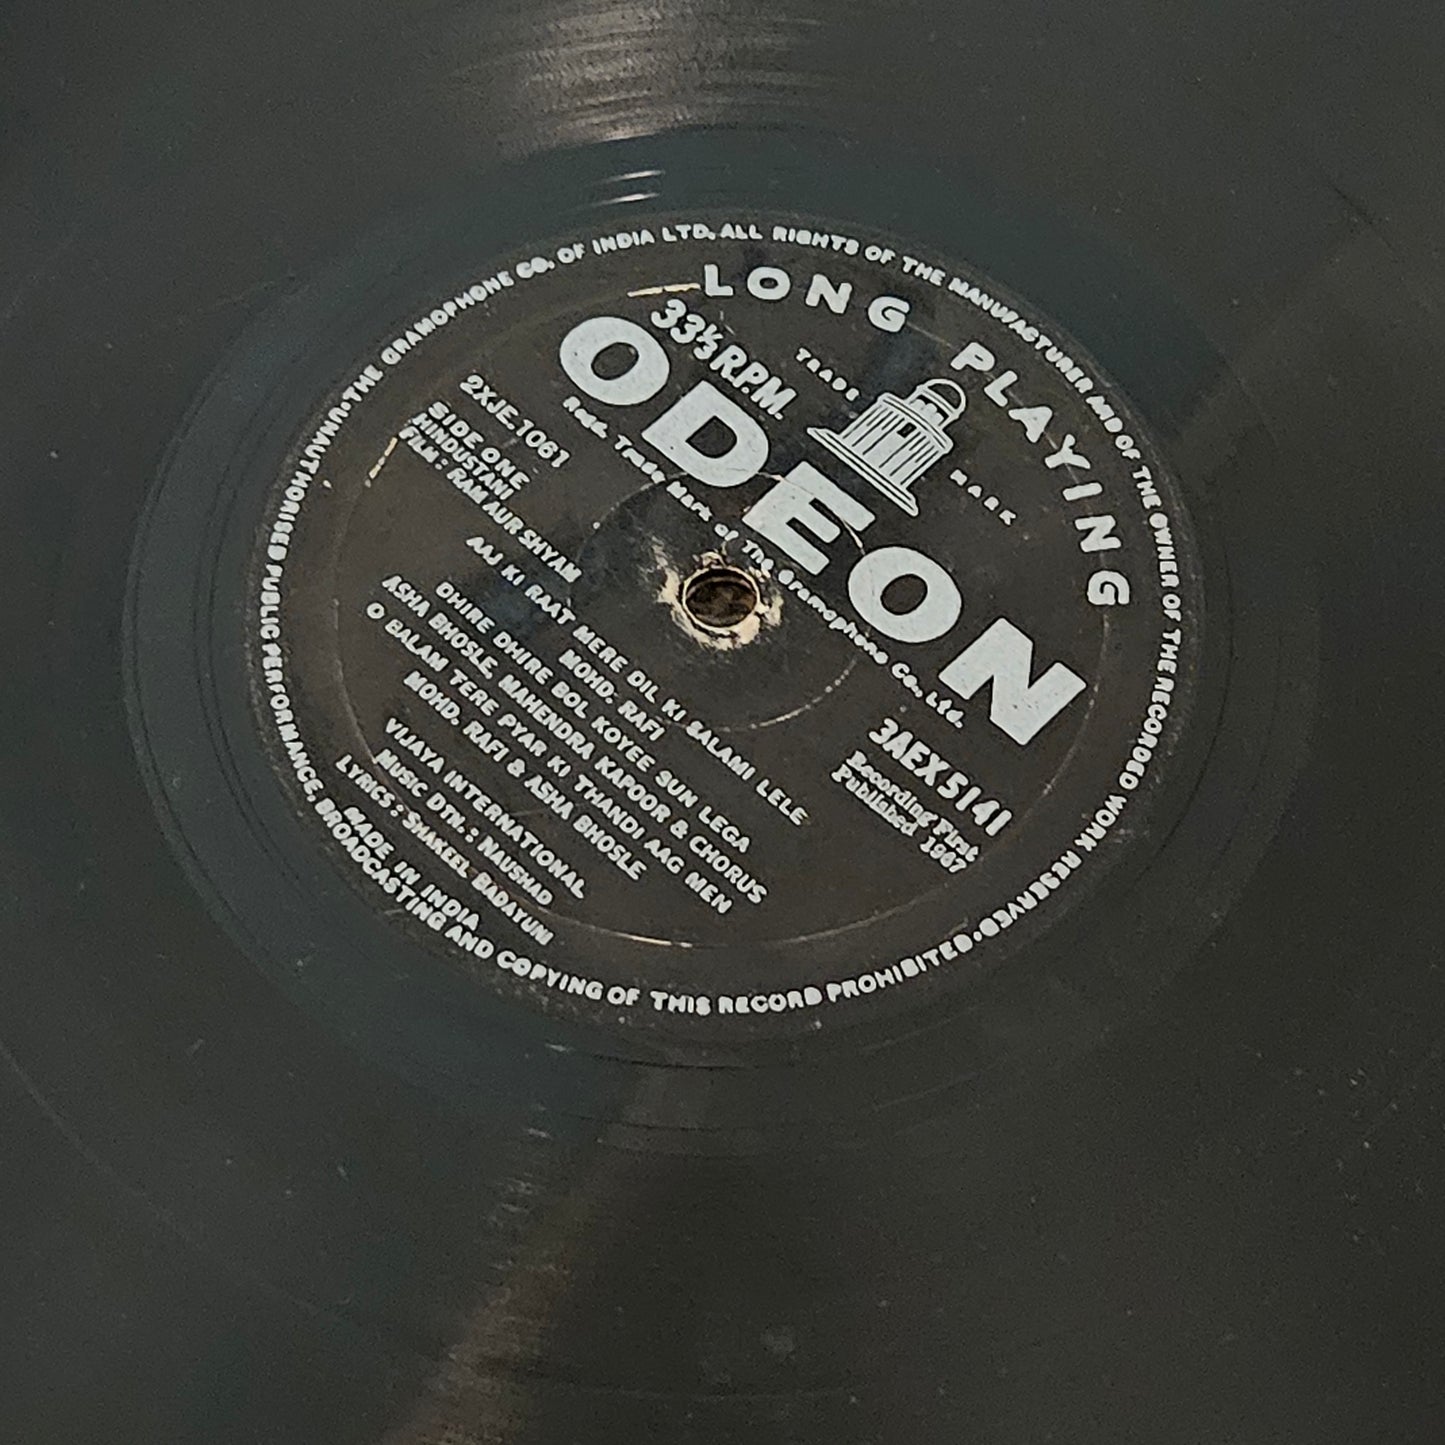 LONG PLAYING
33⅓ R.P.M.
TRADE MARK
ODEON
Regd. Trade Mark of The Gramophone Co., Ltd.
2XJE.1061
SIDE ONE
HINDUSTANI
FILM : RAM AUR SHYAM
3AEX 5141
Recording First
Published 1967
AAJ KI RAAT MERE DIL KI SALAMI LELE
MOHD. RAFI
DHIRE DHIRE BOL KOYEE SUN LEGA
ASHA BHOSLE, MAHENDRA KAPOOR & CHORUS
O BALAM TERE PYAR KI THANDI AAG MEN
MOHD. RAFI & ASHA BHOSLE
VIJAYA INTERNATIONAL
MUSIC DTN.: NAUSHAD
LYRICS : SHAKEEL BADAYUNI
MADE IN INDIA
THE GRAMOPHONE CO. OF INDIA LTD. ALL RIGHTS OF THE MANUFACTURER AND OF THE OWNER OF THE RECORDED WORK RESERVED·UNAUTHORISED PUBLIC PERFORMANCE, BROADCASTING AND COPYING OF THIS RECORD PROHIBITED·